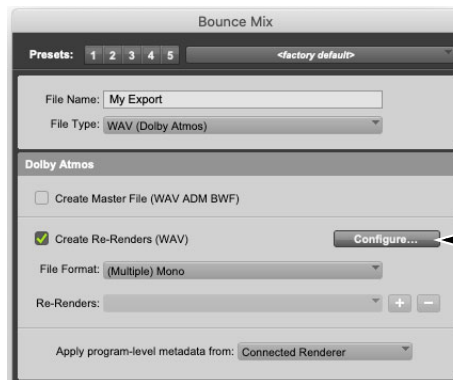 Bounce Mix
Presets: 1 2 3 4 5 <factory default>
File Name: My Export
File Type: WAV (Dolby Atmos)
Dolby Atmos
Create Master File (WAV ADM BWF)
Create Re-Renders (WAV) Configure...
File Format: (Multiple) Mono
Re-Renders: + −
Apply program-level metadata from: Connected Renderer